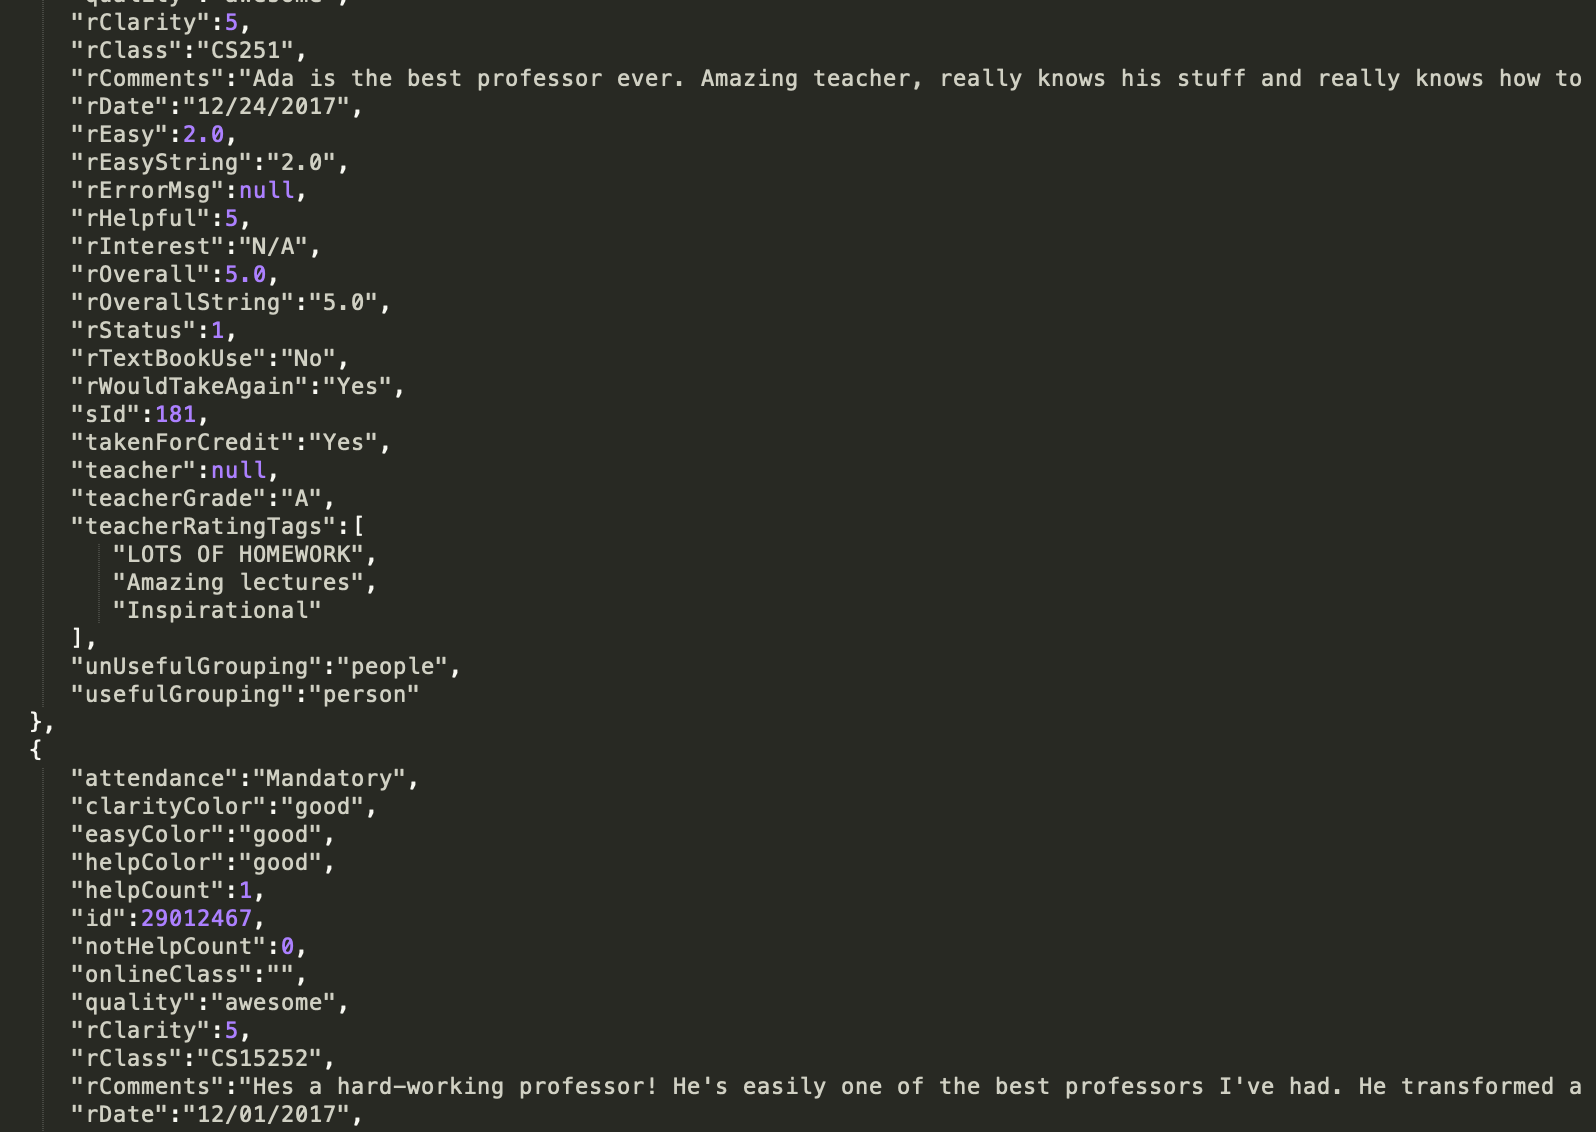 "quality":"awesome",
"rClarity":5,
"rClass":"CS251",
"rComments":"Ada is the best professor ever. Amazing teacher, really knows his stuff and really knows how to
"rDate":"12/24/2017",
"rEasy":2.0,
"rEasyString":"2.0",
"rErrorMsg":null,
"rHelpful":5,
"rInterest":"N/A",
"rOverall":5.0,
"rOverallString":"5.0",
"rStatus":1,
"rTextBookUse":"No",
"rWouldTakeAgain":"Yes",
"sId":181,
"takenForCredit":"Yes",
"teacher":null,
"teacherGrade":"A",
"teacherRatingTags":[
"LOTS OF HOMEWORK",
"Amazing lectures",
"Inspirational"
],
"unUsefulGrouping":"people",
"usefulGrouping":"person"
},
{
"attendance":"Mandatory",
"clarityColor":"good",
"easyColor":"good",
"helpColor":"good",
"helpCount":1,
"id":29012467,
"notHelpCount":0,
"onlineClass":"",
"quality":"awesome",
"rClarity":5,
"rClass":"CS15252",
"rComments":"Hes a hard-working professor! He's easily one of the best professors I've had. He transformed a
"rDate":"12/01/2017",